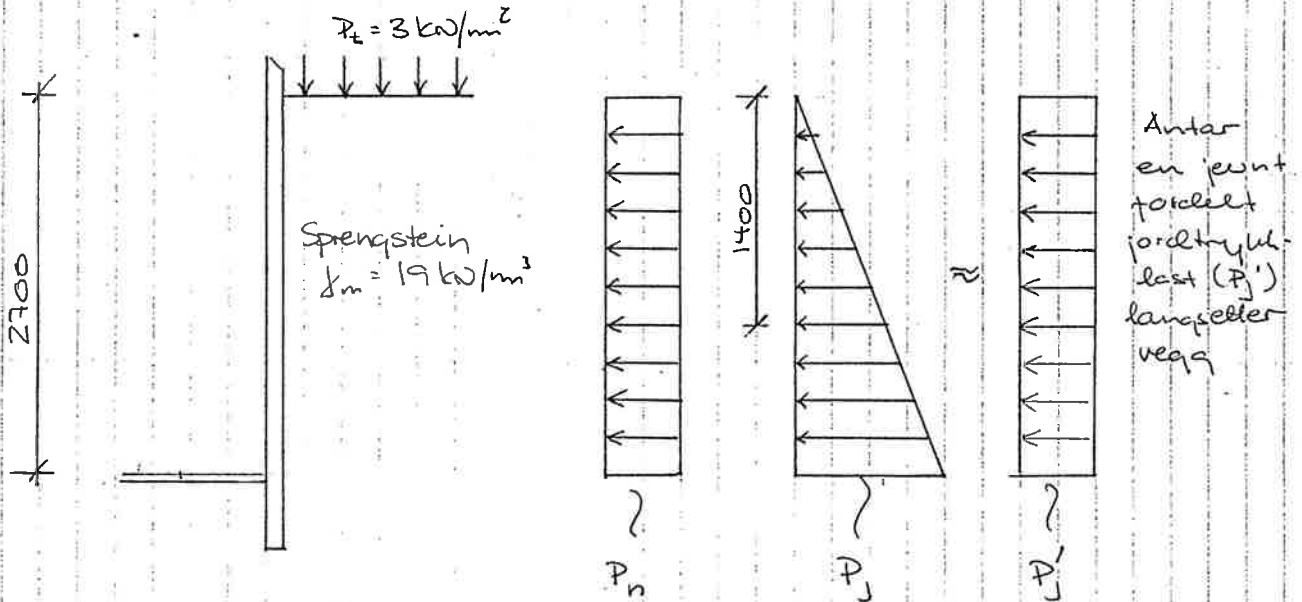 Pt = 3 kN/m²
2700
Sprengstein
γm = 19 kN/m³
1400
≈
Antar
en jevnt
fordelt
jordtrykk-
last (Pj')
langsetter
vegg
Pn
Pj
Pj'